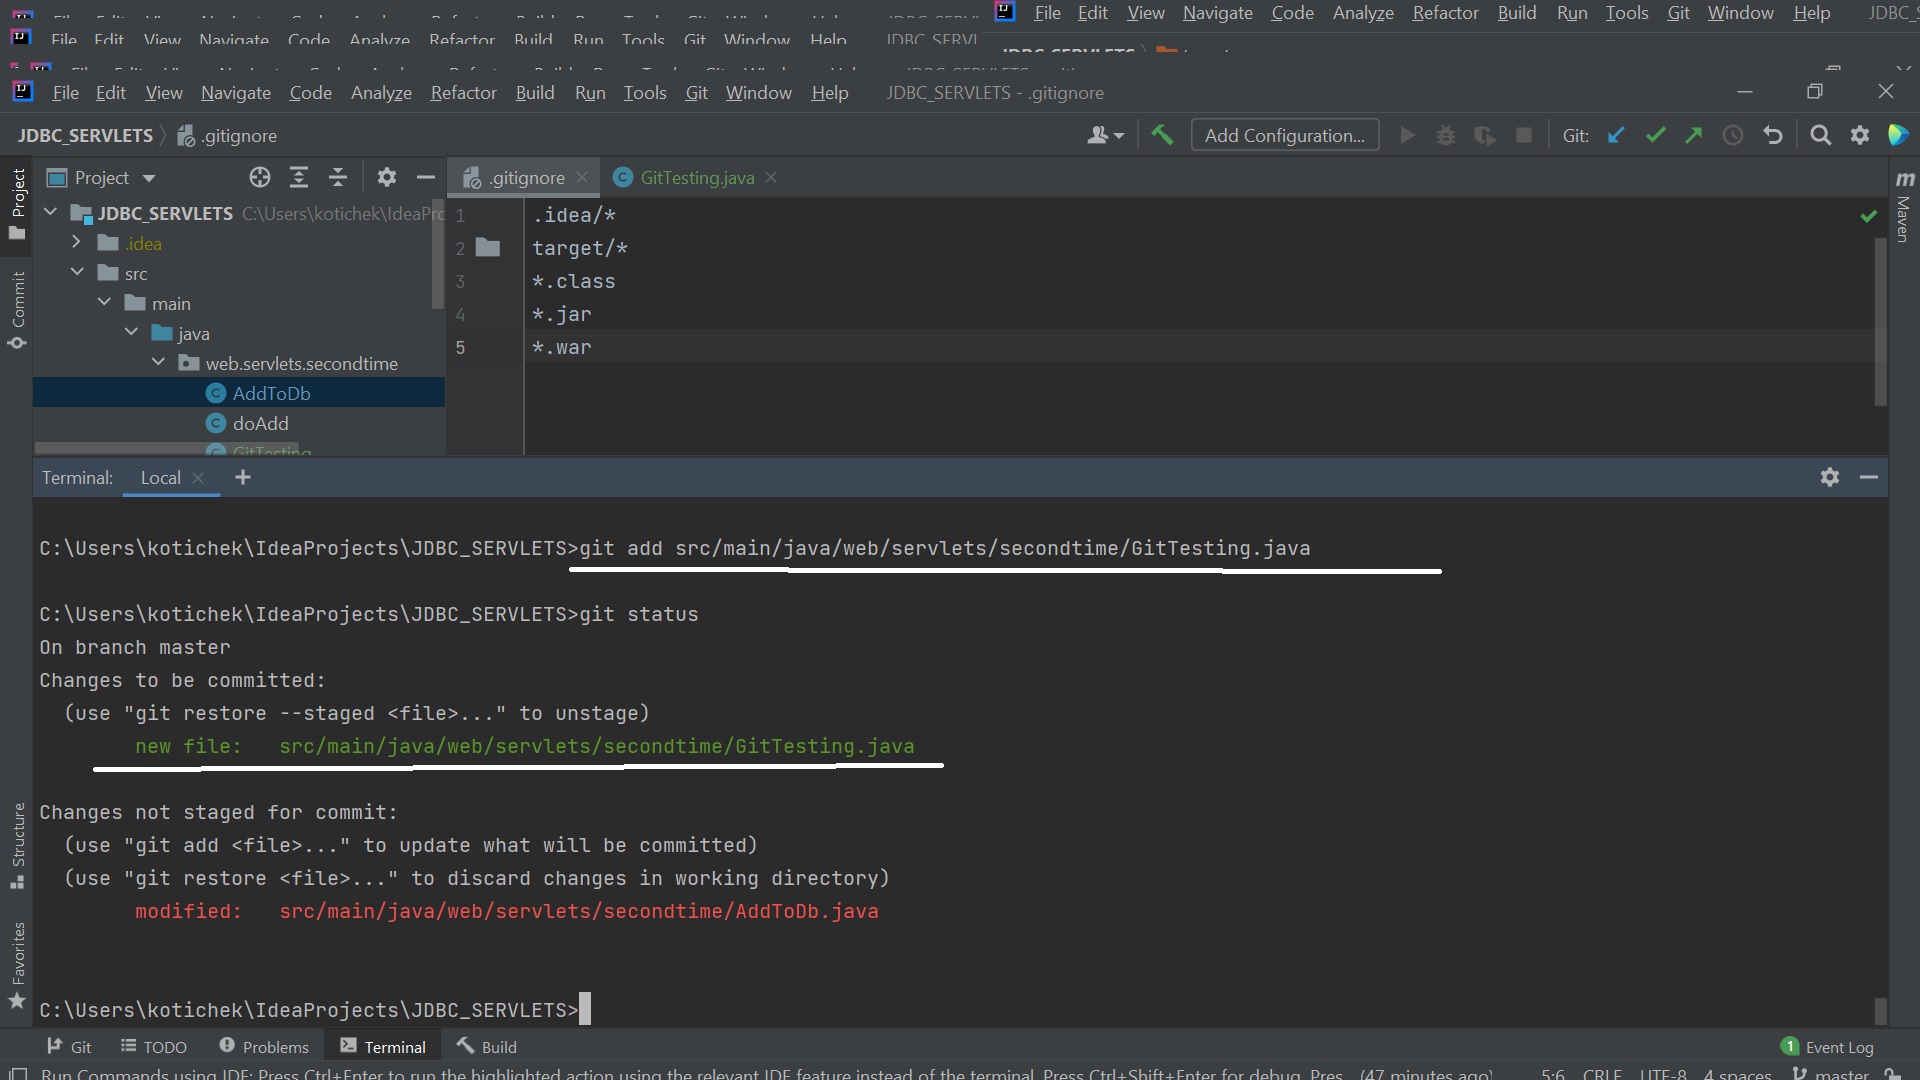 File Edit View Navigate Code Analyze Refactor Build Run Tools Git Window Help JDBC_S
File Edit View Navigate Code Analyze Refactor Build Run Tools Git Window Help JDBC_SERVL
JDBC_SERVLETS
File Edit View Navigate Code Analyze Refactor Build Run Tools Git Window Help JDBC_SERVLETS - .gitignore
JDBC_SERVLETS .gitignore Add Configuration... Git:
Project .gitignore GitTesting.java
JDBC_SERVLETS C:\Users\kotichek\IdeaPro
.idea
src
main
java
web.servlets.secondtime
AddToDb
doAdd
GitTesting
1 .idea/*
2 target/*
3 *.class
4 *.jar
5 *.war
Project
Commit
Structure
Favorites
m
Maven
Terminal: Local
C:\Users\kotichek\IdeaProjects\JDBC_SERVLETS>git add src/main/java/web/servlets/secondtime/GitTesting.java
C:\Users\kotichek\IdeaProjects\JDBC_SERVLETS>git status
On branch master
Changes to be committed:
(use "git restore --staged <file>..." to unstage)
new file: src/main/java/web/servlets/secondtime/GitTesting.java
Changes not staged for commit:
(use "git add <file>..." to update what will be committed)
(use "git restore <file>..." to discard changes in working directory)
modified: src/main/java/web/servlets/secondtime/AddToDb.java
C:\Users\kotichek\IdeaProjects\JDBC_SERVLETS>
Git TODO Problems Terminal Build 1 Event Log
Run Commands using IDE: Press Ctrl+Enter to run the highlighted action using the relevant IDE feature instead of the terminal. Press Ctrl+Shift+Enter for debug. Pres... (47 minutes ago) 5:6 CRLF UTF-8 4 spaces master